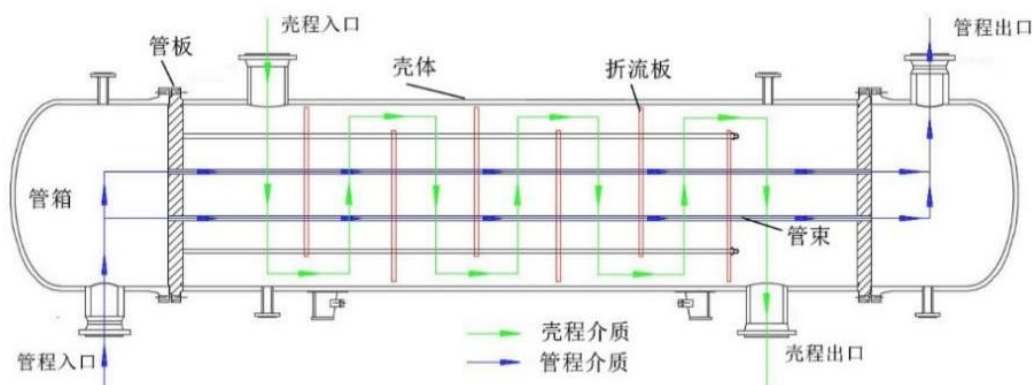 壳程入口
管程出口
管板
壳体
折流板
管箱
管束
壳程介质
管程介质
管程入口
壳程出口